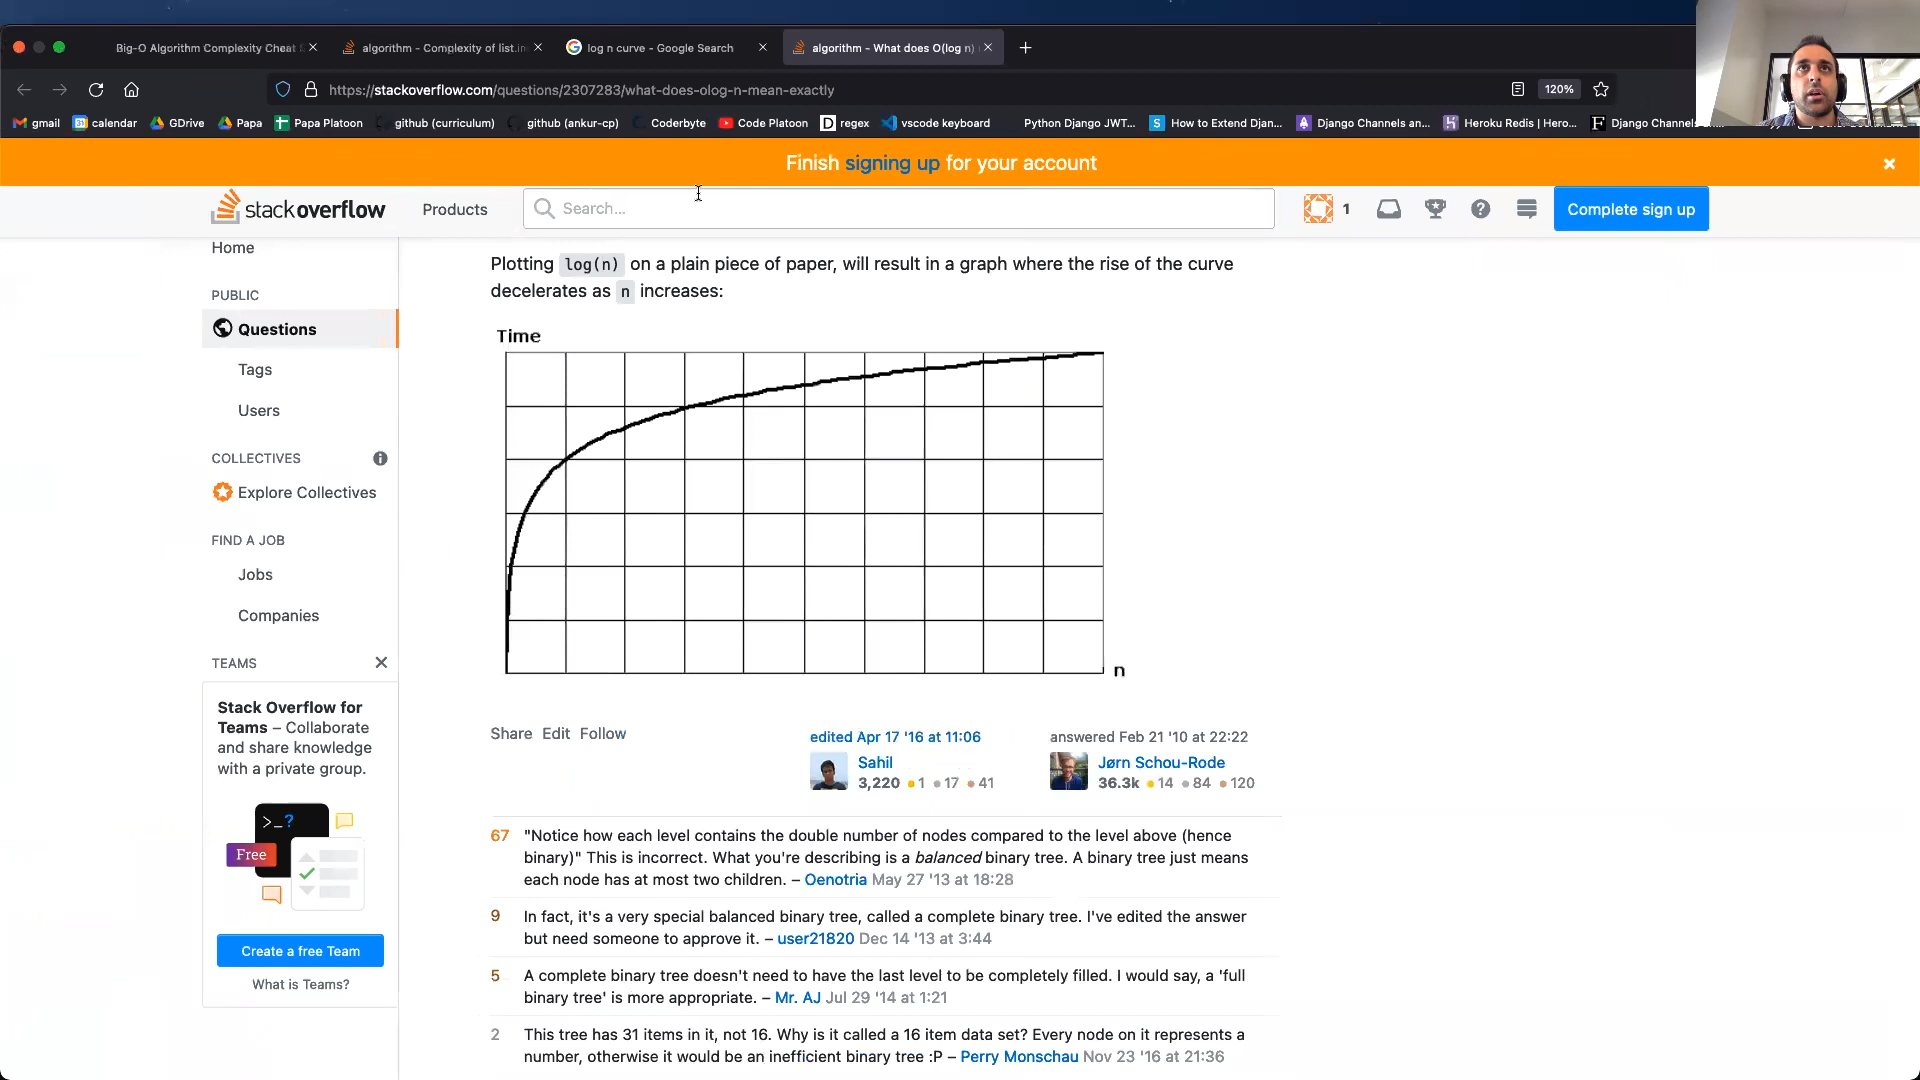 Big-O Algorithm Complexity Cheat
algorithm - Complexity of list.in
log n curve - Google Search
algorithm - What does O(log n)
https://stackoverflow.com/questions/2307283/what-does-olog-n-mean-exactly
120%
gmail
calendar
GDrive
Papa
Papa Platoon
github (curriculum)
github (ankur-cp)
Coderbyte
Code Platoon
regex
vscode keyboard
Python Django JWT...
How to Extend Djan...
Django Channels an...
Heroku Redis | Hero...
Django Channels
Finish signing up for your account
stackoverflow
Products
Search...
1
Complete sign up
Home
PUBLIC
Questions
Tags
Users
COLLECTIVES
Explore Collectives
FIND A JOB
Jobs
Companies
TEAMS
Stack Overflow for
Teams – Collaborate
and share knowledge
with a private group.
>_?
Free
Create a free Team
What is Teams?
Plotting log(n) on a plain piece of paper, will result in a graph where the rise of the curve
decelerates as n increases:
Time
n
Share Edit Follow
edited Apr 17 '16 at 11:06
Sahil
3,220 1 17 41
answered Feb 21 '10 at 22:22
Jørn Schou-Rode
36.3k 14 84 120
67 "Notice how each level contains the double number of nodes compared to the level above (hence
binary)" This is incorrect. What you're describing is a balanced binary tree. A binary tree just means
each node has at most two children. – Oenotria May 27 '13 at 18:28
9 In fact, it's a very special balanced binary tree, called a complete binary tree. I've edited the answer
but need someone to approve it. – user21820 Dec 14 '13 at 3:44
5 A complete binary tree doesn't need to have the last level to be completely filled. I would say, a 'full
binary tree' is more appropriate. – Mr. AJ Jul 29 '14 at 1:21
2 This tree has 31 items in it, not 16. Why is it called a 16 item data set? Every node on it represents a
number, otherwise it would be an inefficient binary tree :P – Perry Monschau Nov 23 '16 at 21:36